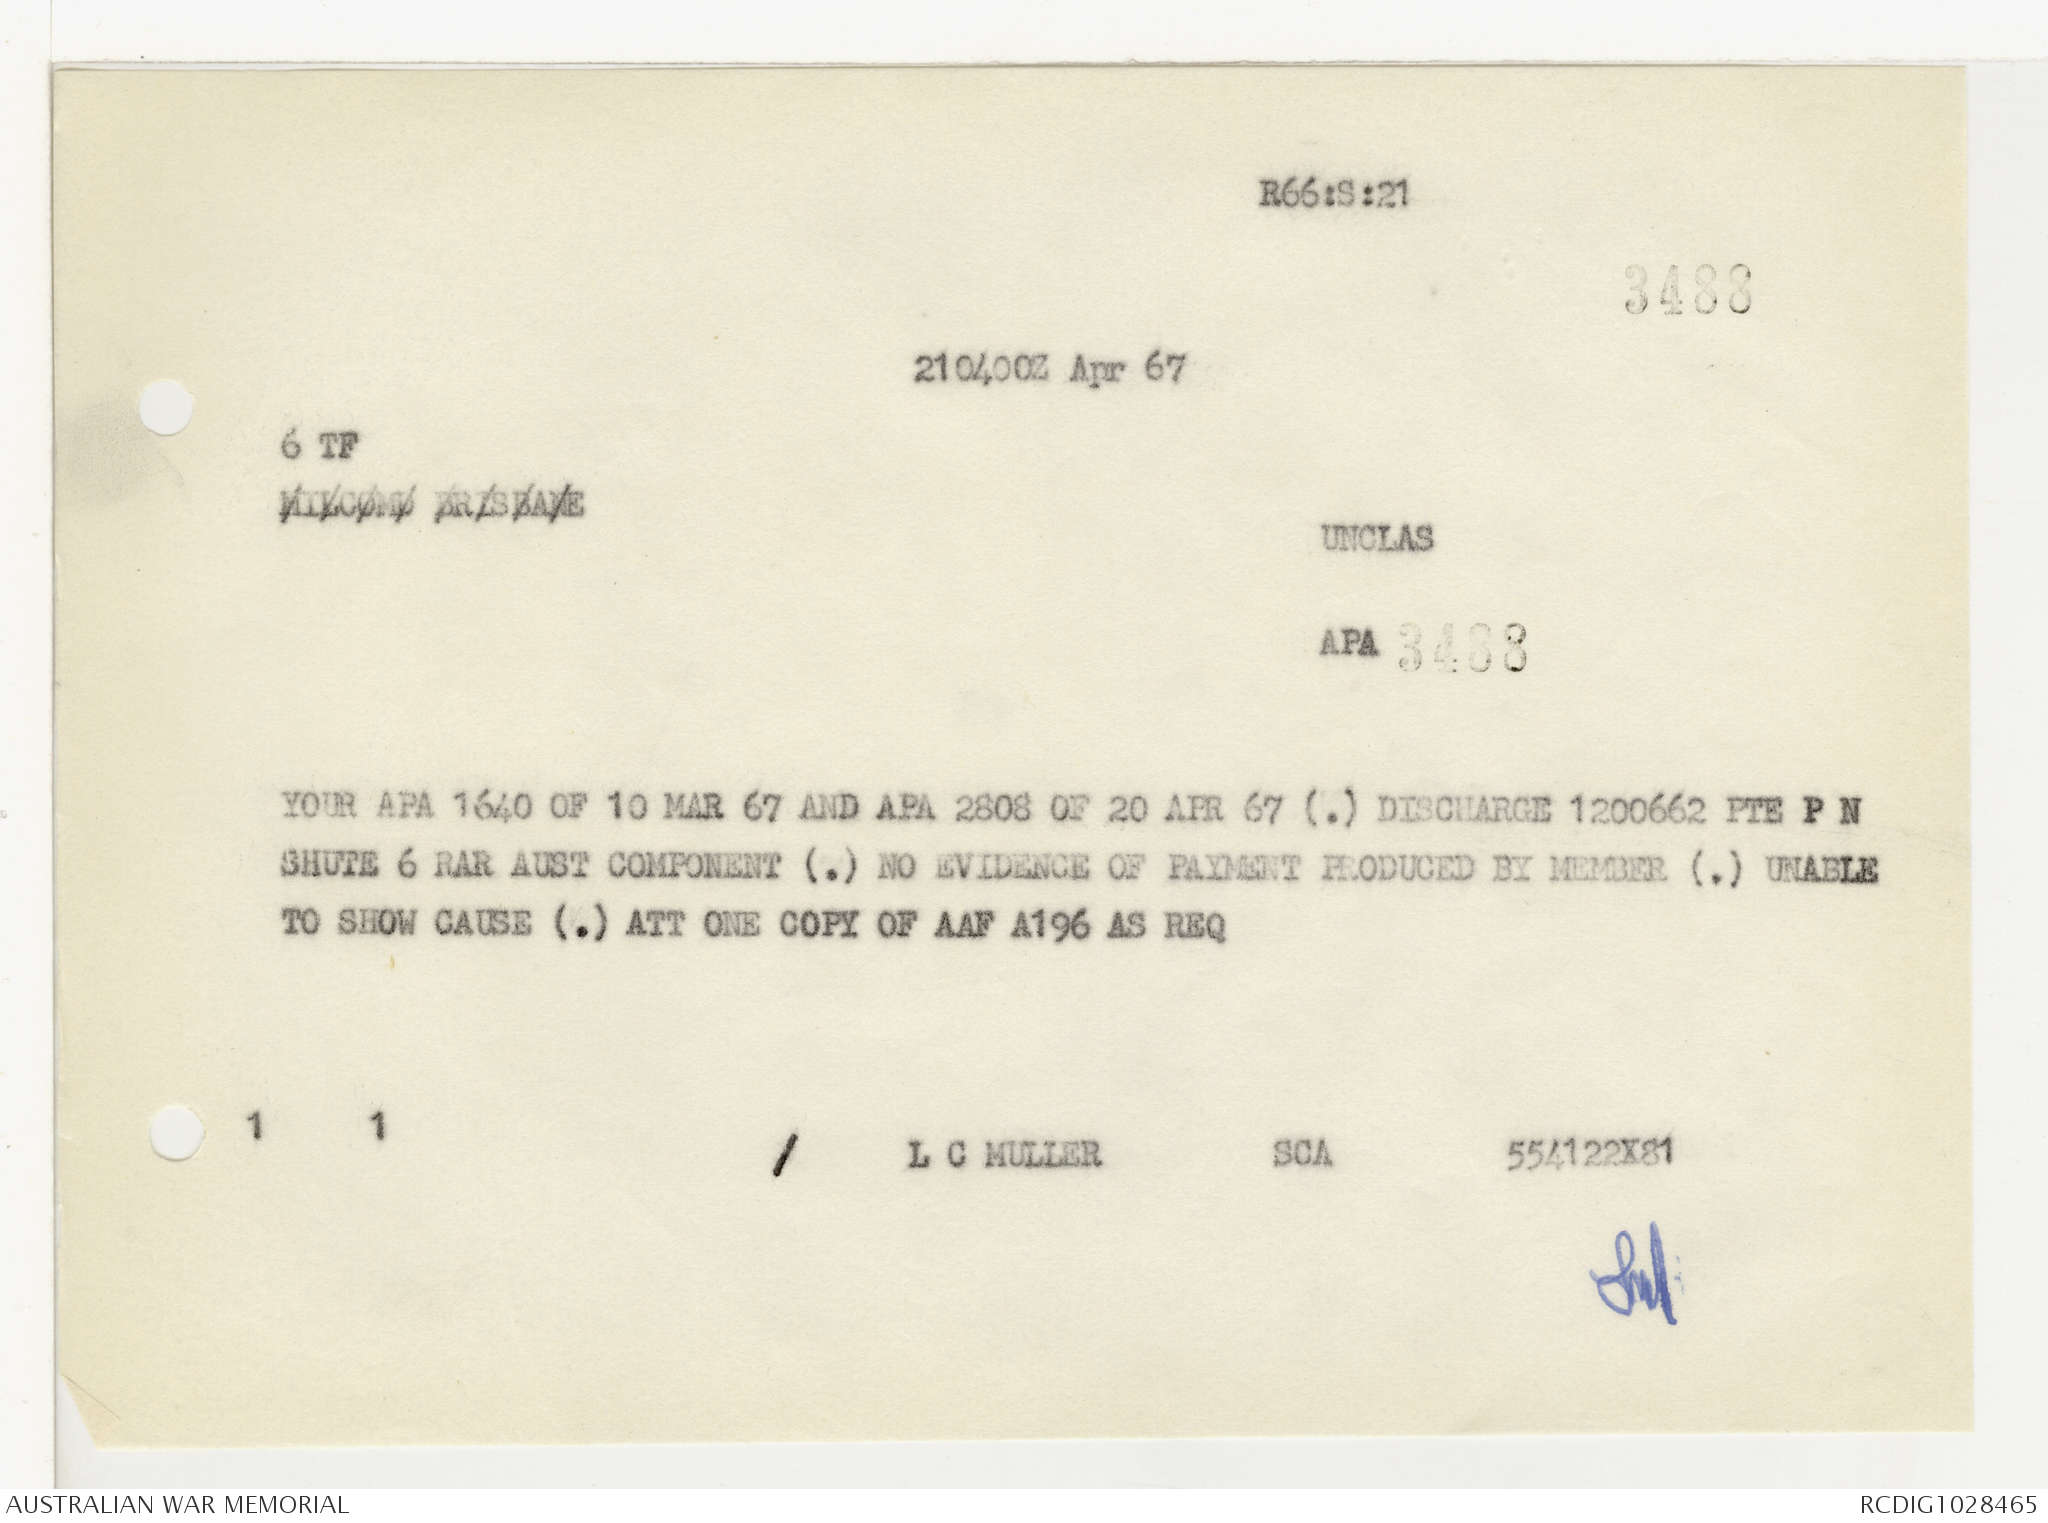 R66:S:21
3488
210400Z Apr 67
6 TF
MILCOMD BRISBANE
UNCLAS
APA 3488
YOUR APA 1640 OF 10 MAR 67 AND APA 2808 OF 20 APR 67 (.) DISCHARGE 1200662 PTE P N
SHUTE 6 RAR AUST COMPONENT (.) NO EVIDENCE OF PAYMENT PRODUCED BY MEMBER (.) UNABLE
TO SHOW CAUSE (.) ATT ONE COPY OF AAF A196 AS REQ
1 1
/ L C MULLER SCA 554122X81
AUSTRALIAN WAR MEMORIAL
RCDIG1028465